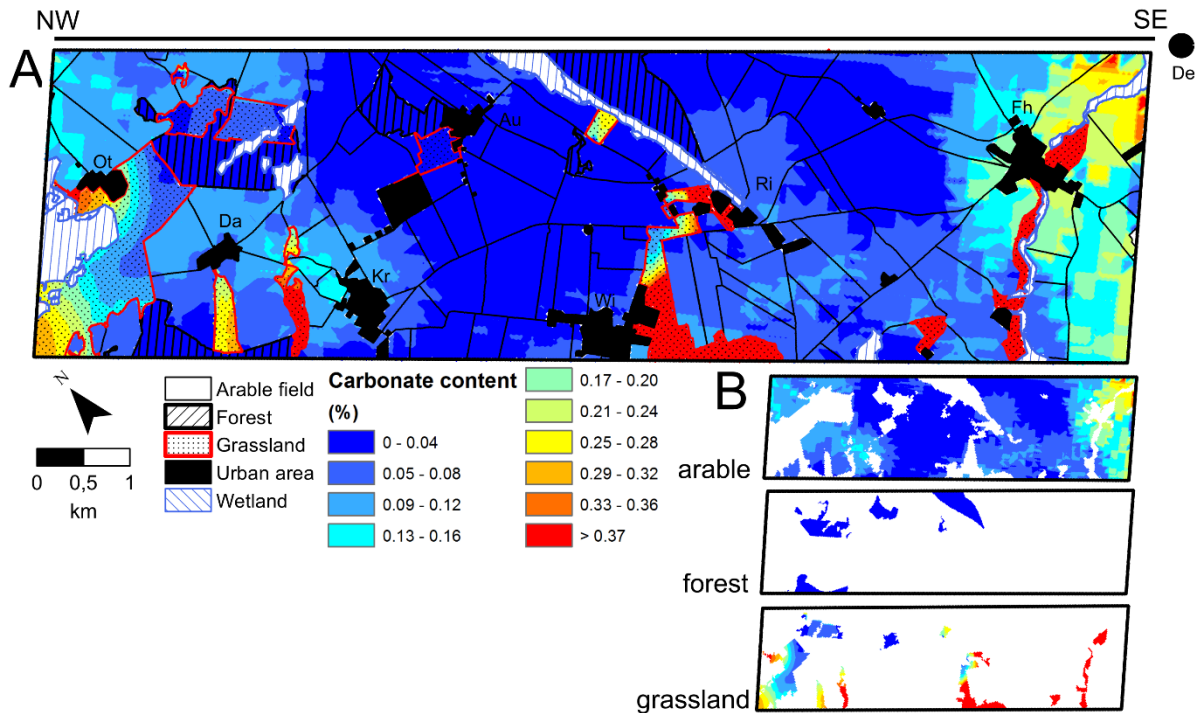 NW
SE
A
De
Fh
Au
Ot
Ri
Da
Kr
Wi
N
0 0,5 1
km
Arable field
Forest
Grassland
Urban area
Wetland
Carbonate content
(%)
0 - 0.04
0.05 - 0.08
0.09 - 0.12
0.13 - 0.16
0.17 - 0.20
0.21 - 0.24
0.25 - 0.28
0.29 - 0.32
0.33 - 0.36
> 0.37
B
arable
forest
grassland